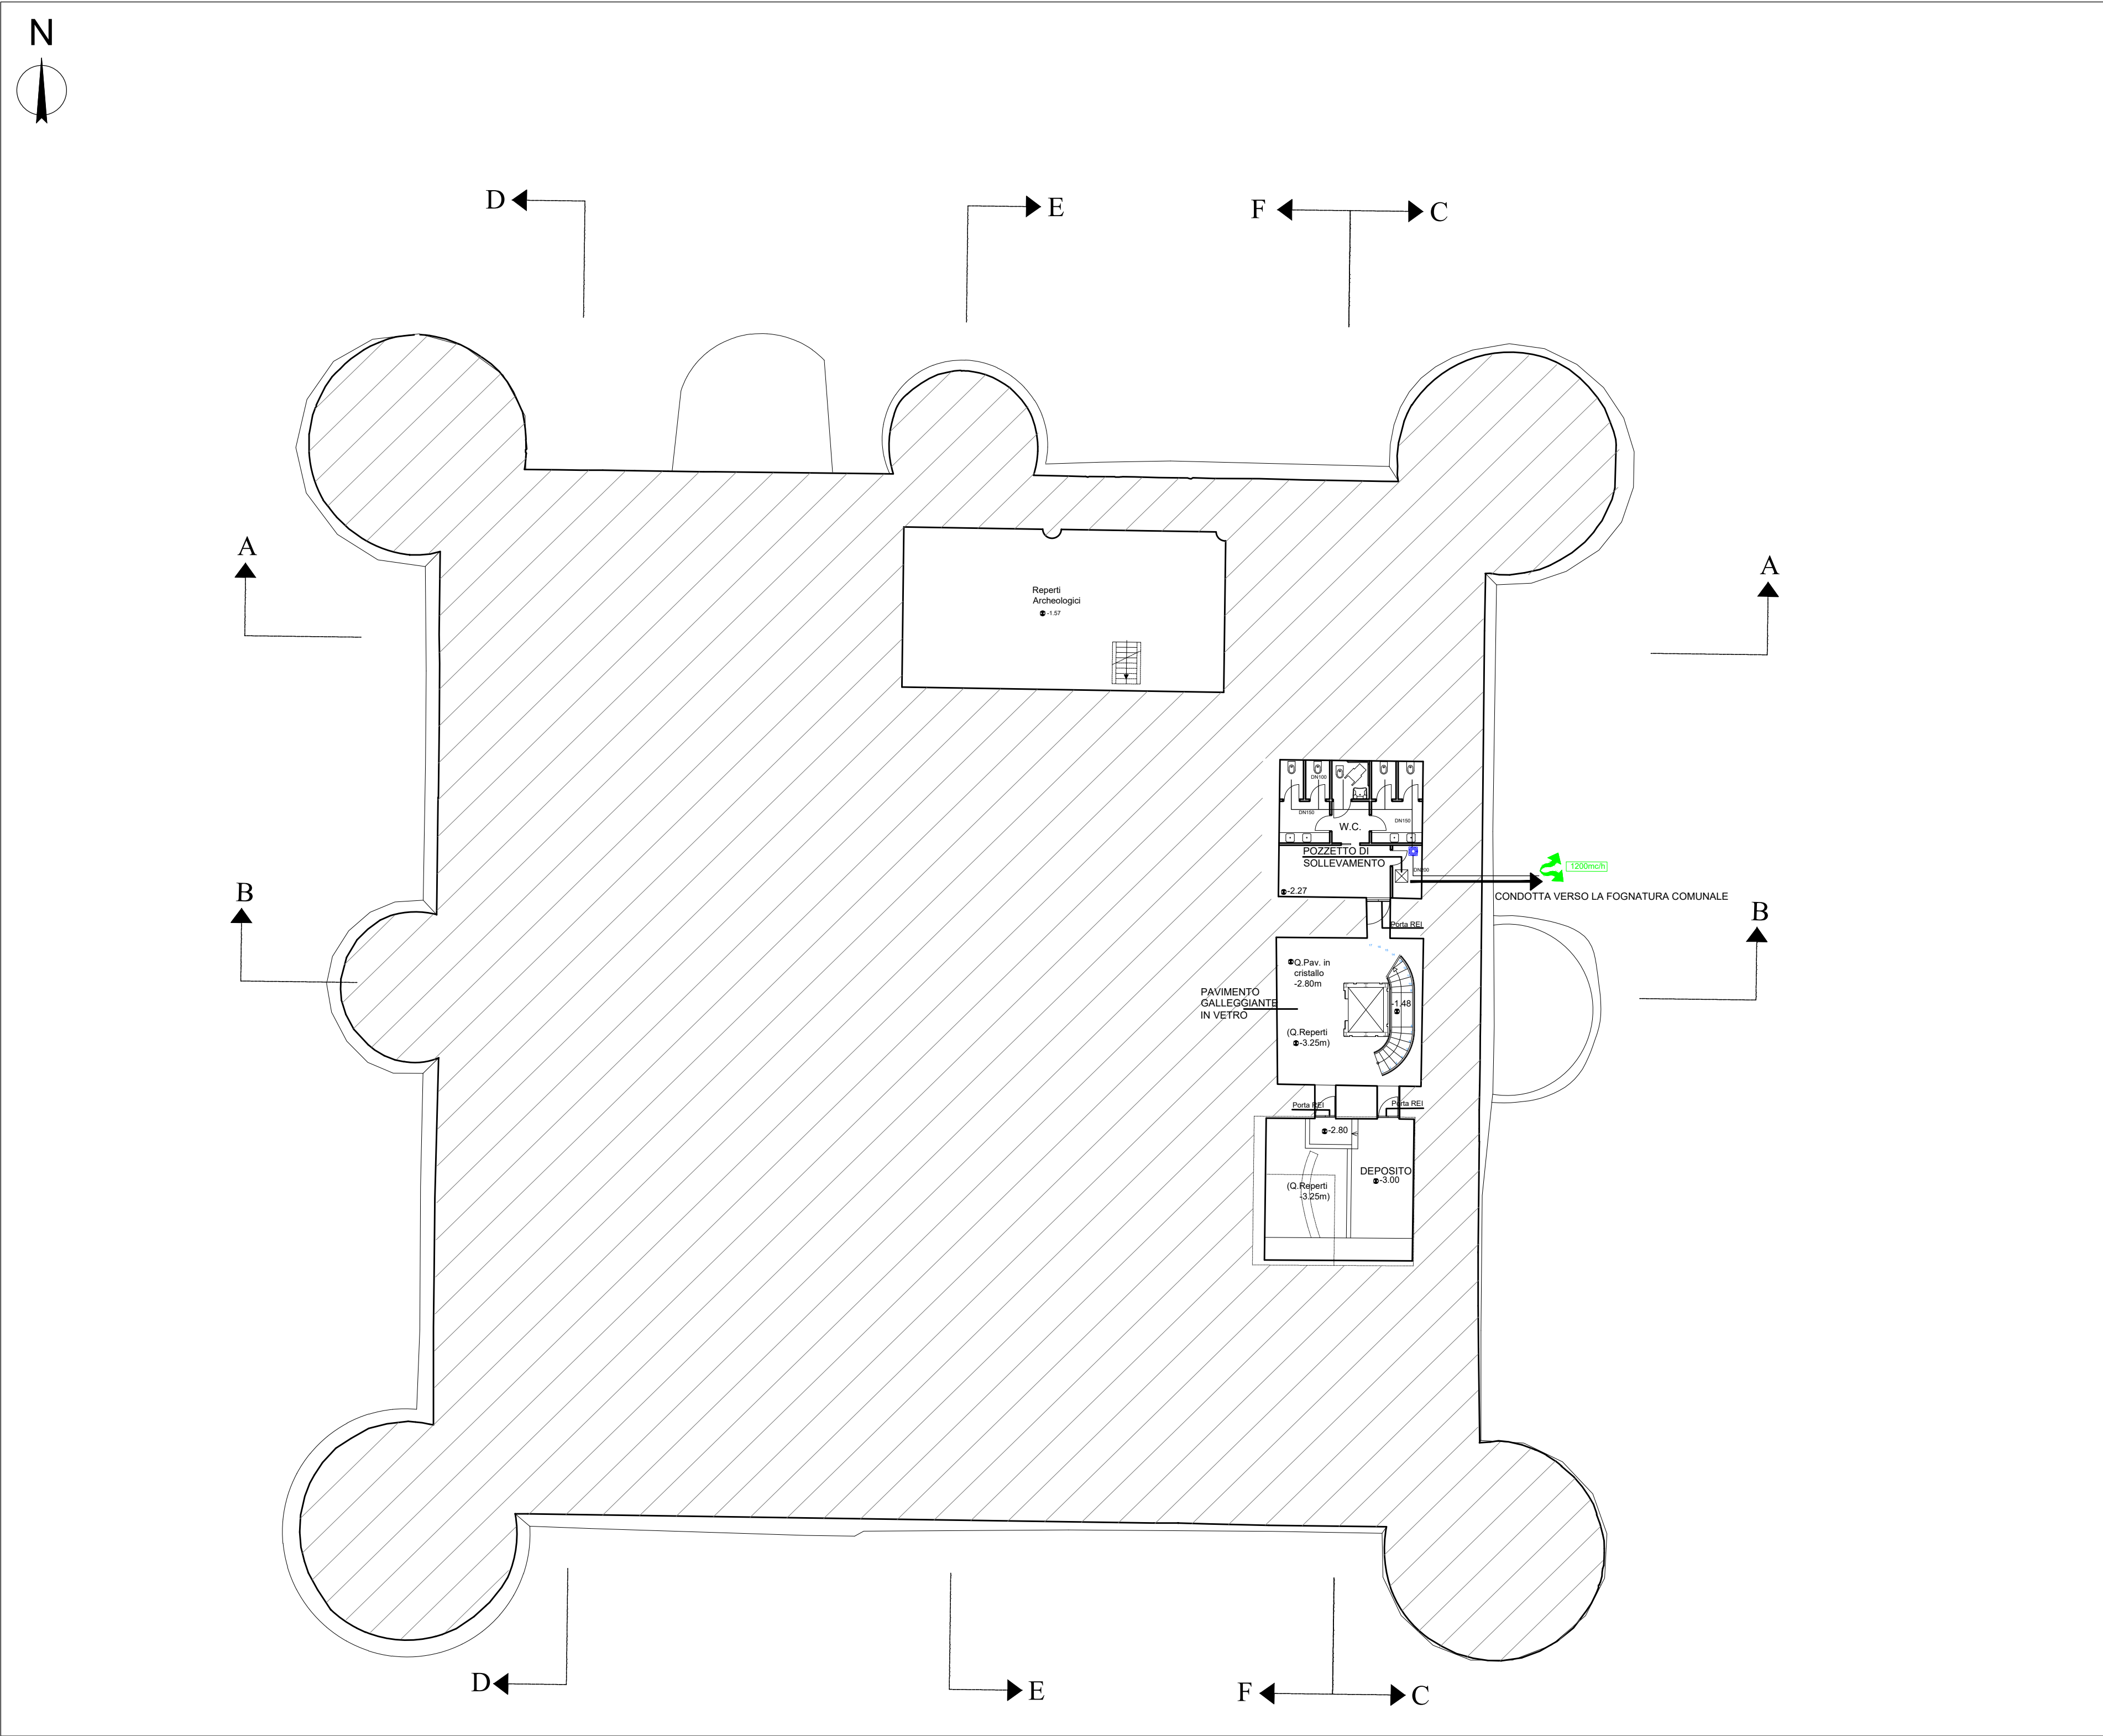 N
D
E
F
C
A
A
Reperti
Archeologici
-1.57
DN100
DN150
DN150
W.C.
POZZETTO DI
SOLLEVAMENTO
DN200
-2.27
1200mc/h
CONDOTTA VERSO LA FOGNATURA COMUNALE
B
B
Porta REI
Q.Pav. in
cristallo
-2.80m
PAVIMENTO
GALLEGGIANTE
IN VETRO
-1.48
(Q.Reperti
-3.25m)
Porta REI
Porta REI
-2.80
DEPOSITO
-3.00
(Q.Reperti
-3.25m)
D
E
F
C